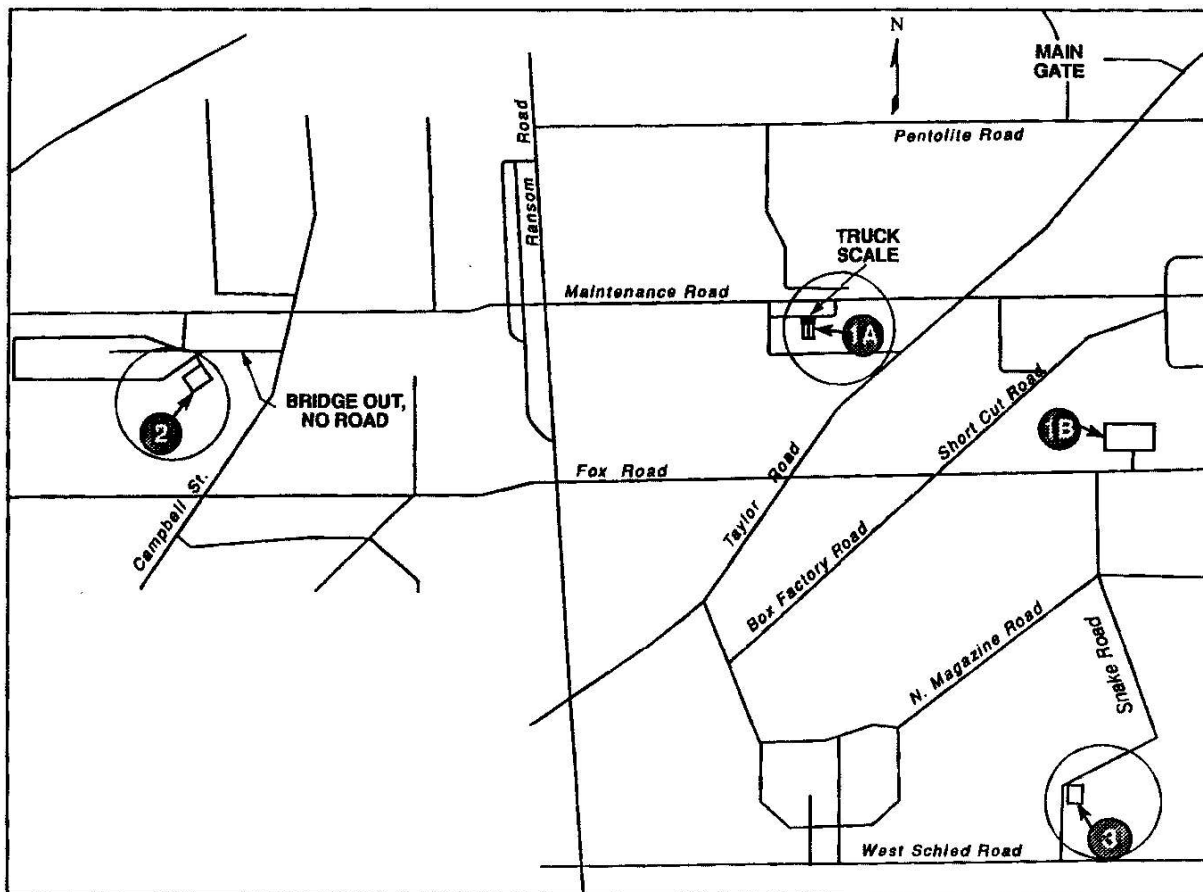 N
MAIN
GATE
Ransom Road
Pentolite Road
TRUCK
SCALE
Maintenance Road
1A
BRIDGE OUT,
NO ROAD
2
Short Cut Road
1B
Fox Road
Taylor Road
Campbell St.
Box Factory Road
N. Magazine Road
Snake Road
3
West Schied Road